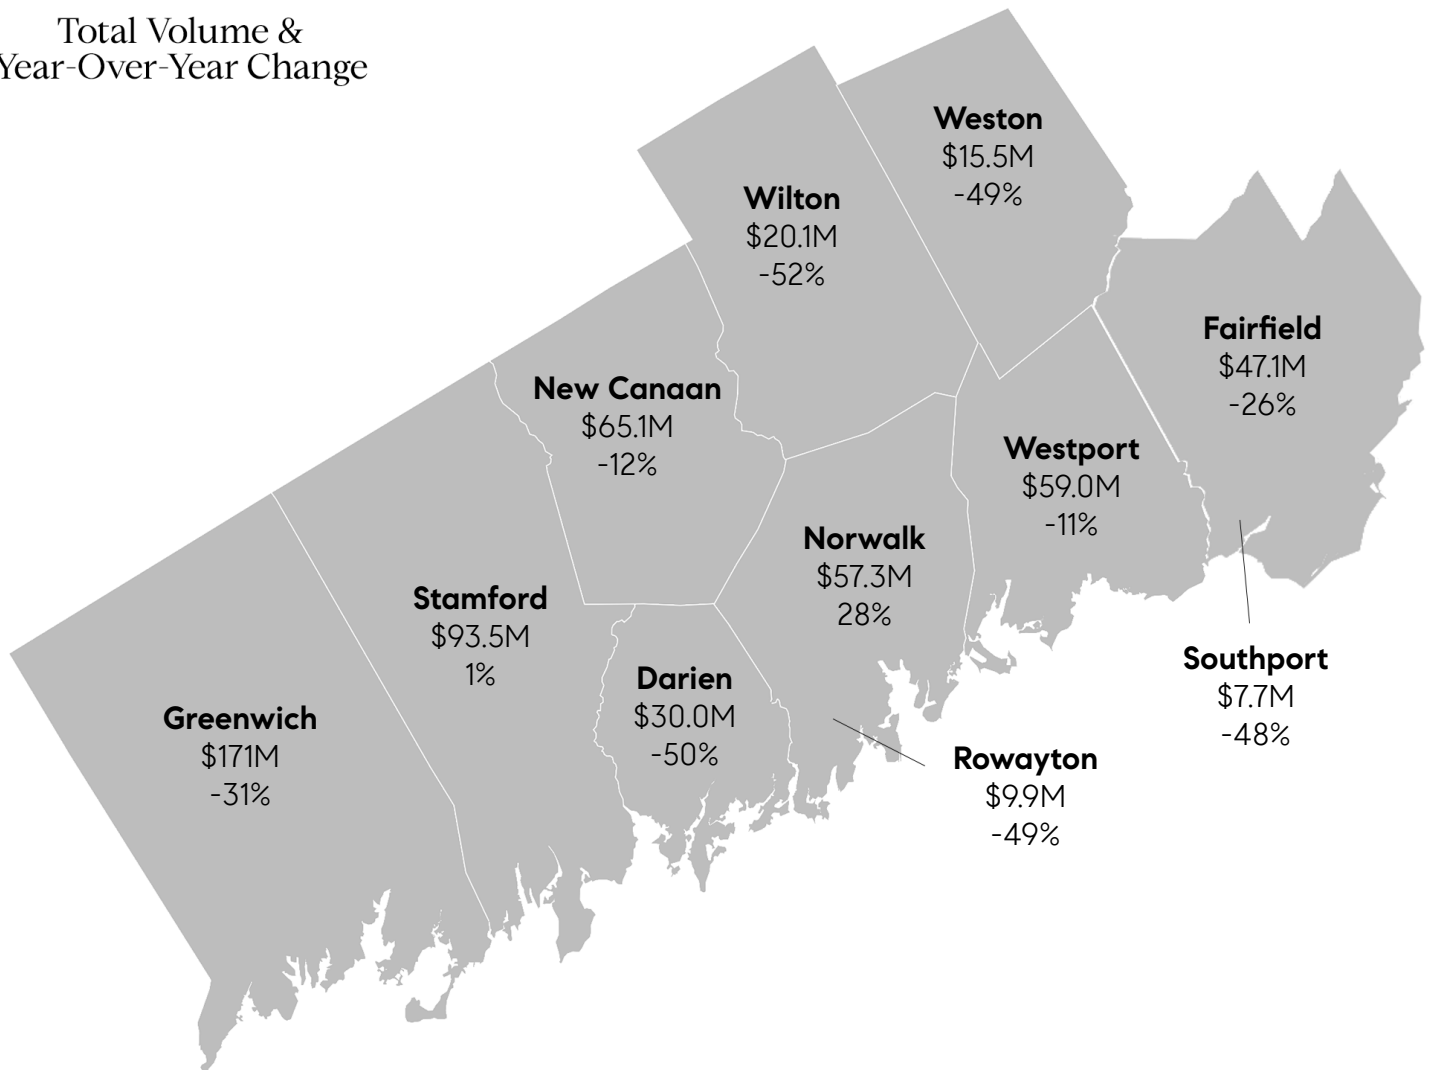 Total Volume &
Year-Over-Year Change
Weston
$15.5M
-49%
Wilton
$20.1M
-52%
Fairfield
$47.1M
-26%
New Canaan
$65.1M
-12%
Westport
$59.0M
-11%
Norwalk
$57.3M
28%
Stamford
$93.5M
1%
Darien
$30.0M
-50%
Southport
$7.7M
-48%
Greenwich
$171M
-31%
Rowayton
$9.9M
-49%